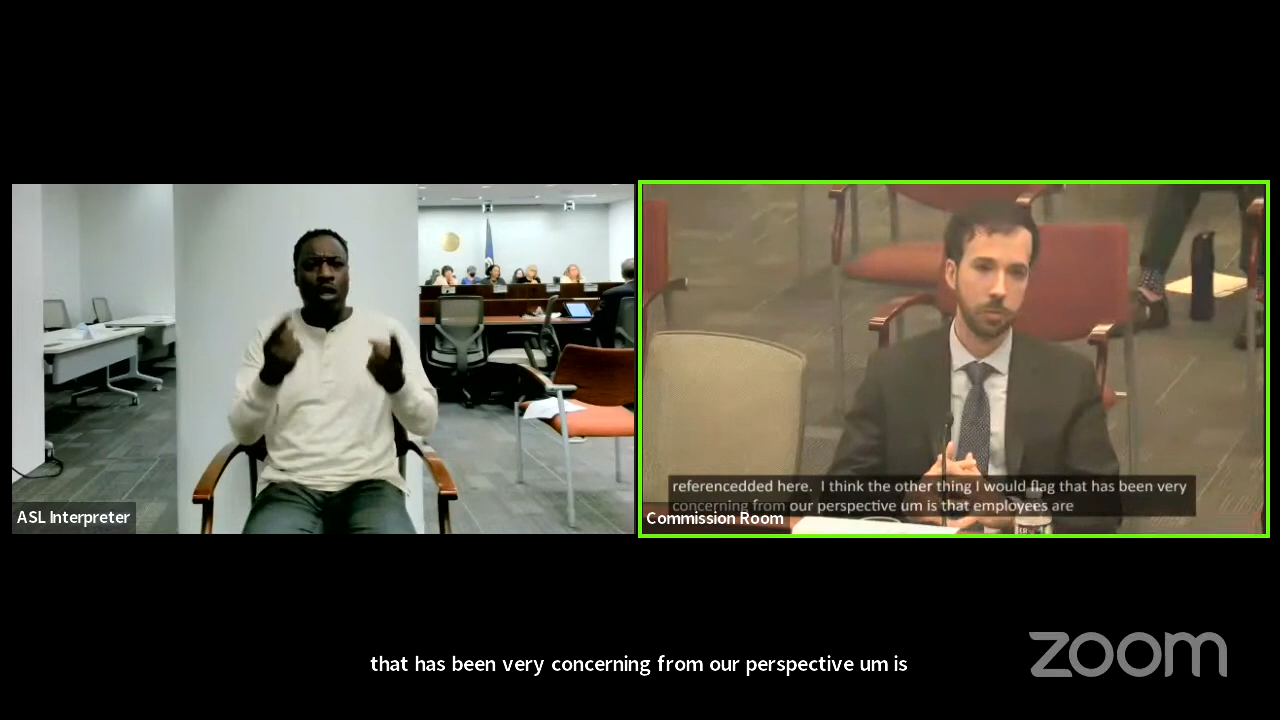 ASL Interpreter
referencedded here.  I think the other thing I would flag that has been very
concerning from our perspective um is that employees are
Commission Room
that has been very concerning from our perspective um is
zoom